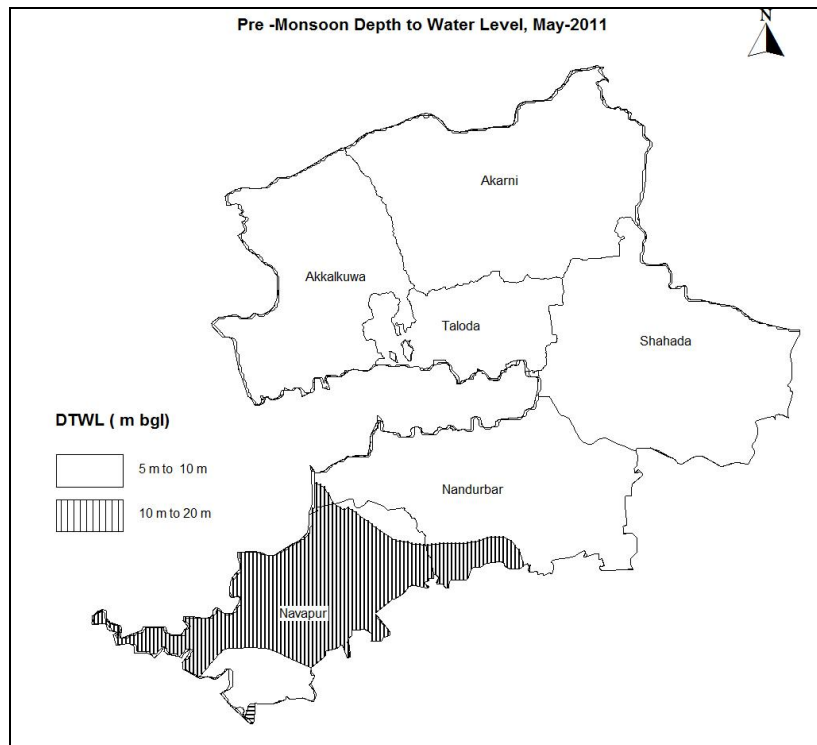 Pre -Monsoon Depth to Water Level, May-2011
N
Akarni
Akkalkuwa
Taloda
Shahada
DTWL ( m bgl)
5 m to 10 m
10 m to 20 m
Nandurbar
Navapur